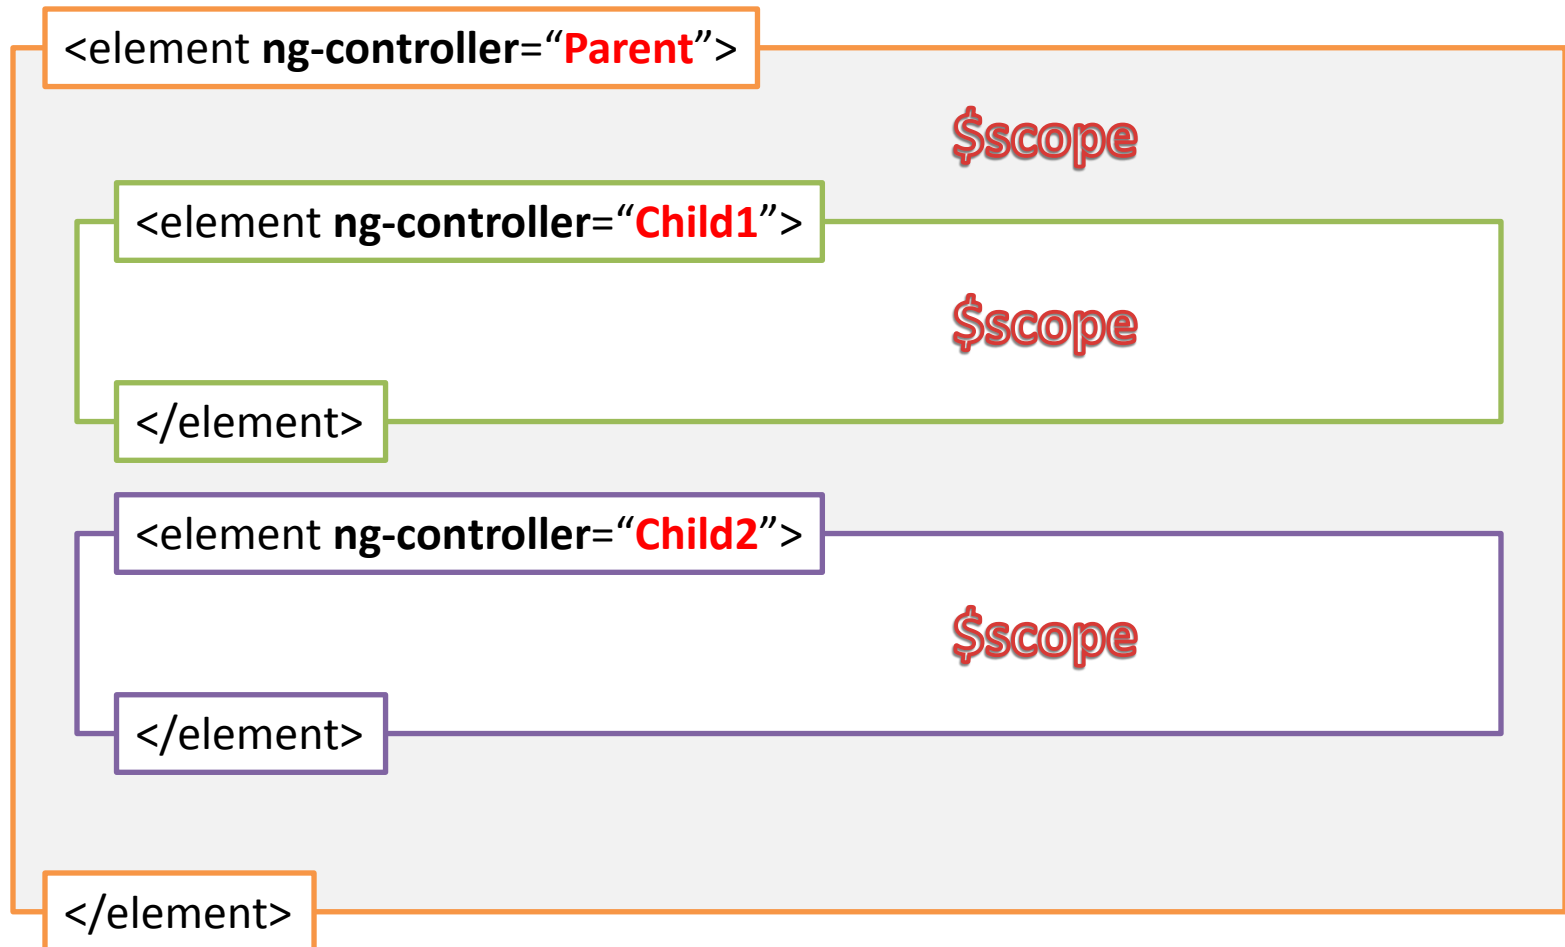 <element ng-controller=“Parent”>
$scope
<element ng-controller=“Child1”>
$scope
</element>
<element ng-controller=“Child2”>
$scope
</element>
</element>